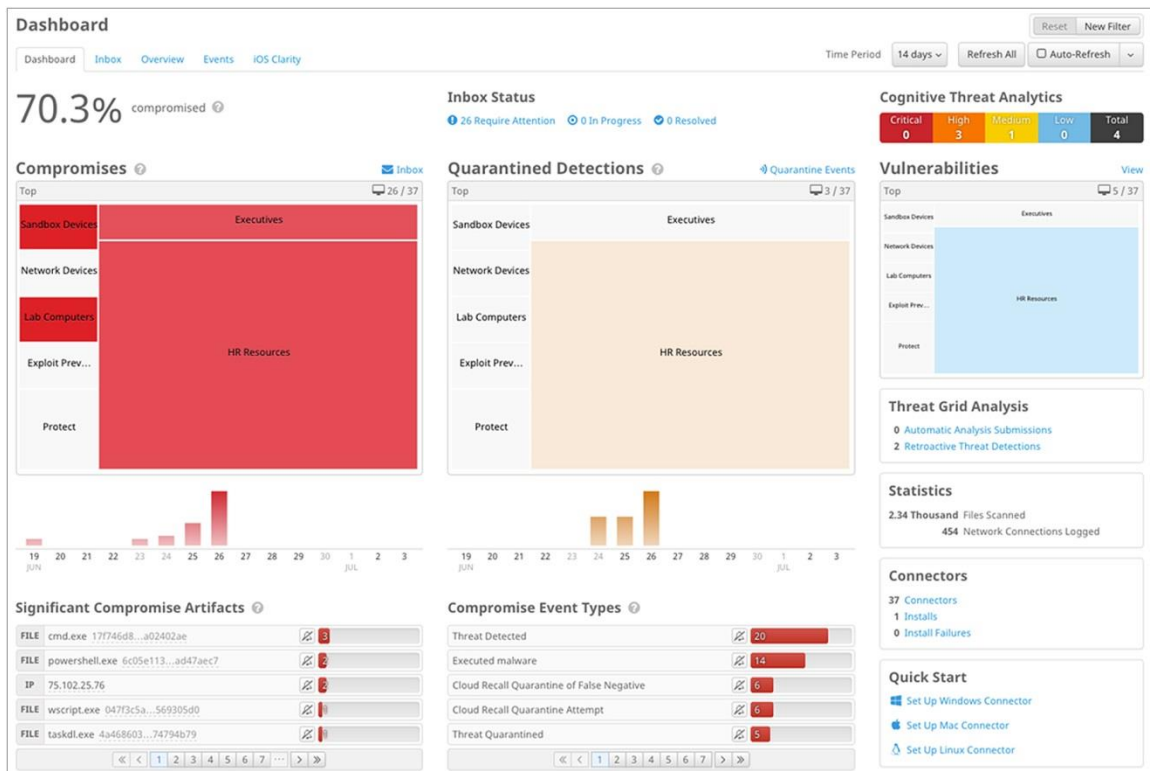 Dashboard
Reset New Filter
Dashboard Inbox Overview Events iOS Clarity
Time Period 14 days Refresh All Auto-Refresh
70.3% compromised
Inbox Status
26 Require Attention 0 In Progress 0 Resolved
Cognitive Threat Analytics
Critical High Medium Low Total
0 3 1 0 4
Compromises Inbox
Top 26 / 37
Sandbox Devices
Executives
Network Devices
Lab Computers
HR Resources
Exploit Prev...
Protect
19 20 21 22 23 24 25 26 27 28 29 30 1 2 3
JUN JUL
Quarantined Detections Quarantine Events
Top 3 / 37
Sandbox Devices
Executives
Network Devices
Lab Computers
HR Resources
Exploit Prev...
Protect
19 20 21 22 23 24 25 26 27 28 29 30 1 2 3
JUN JUL
Vulnerabilities View
Top 5 / 37
Sandbox Devices
Executives
Network Devices
Lab Computers
HR Resources
Exploit Prev...
Protect
Threat Grid Analysis
0 Automatic Analysis Submissions
2 Retroactive Threat Detections
Statistics
2.34 Thousand Files Scanned
454 Network Connections Logged
Connectors
37 Connectors
1 Installs
0 Install Failures
Quick Start
Set Up Windows Connector
Set Up Mac Connector
Set Up Linux Connector
Significant Compromise Artifacts
FILE cmd.exe 17f746d8...a02402ae 3
FILE powershell.exe 6c05e113...ad47aec7 2
IP 75.102.25.76 2
FILE wscript.exe 047f3c5a...569305d0
FILE taskdl.exe 4a468603...74794b79
« < 1 2 3 4 5 6 7 ... > »
Compromise Event Types
Threat Detected 20
Executed malware 14
Cloud Recall Quarantine of False Negative 6
Cloud Recall Quarantine Attempt 6
Threat Quarantined 5
« < 1 2 3 4 5 6 7 > »